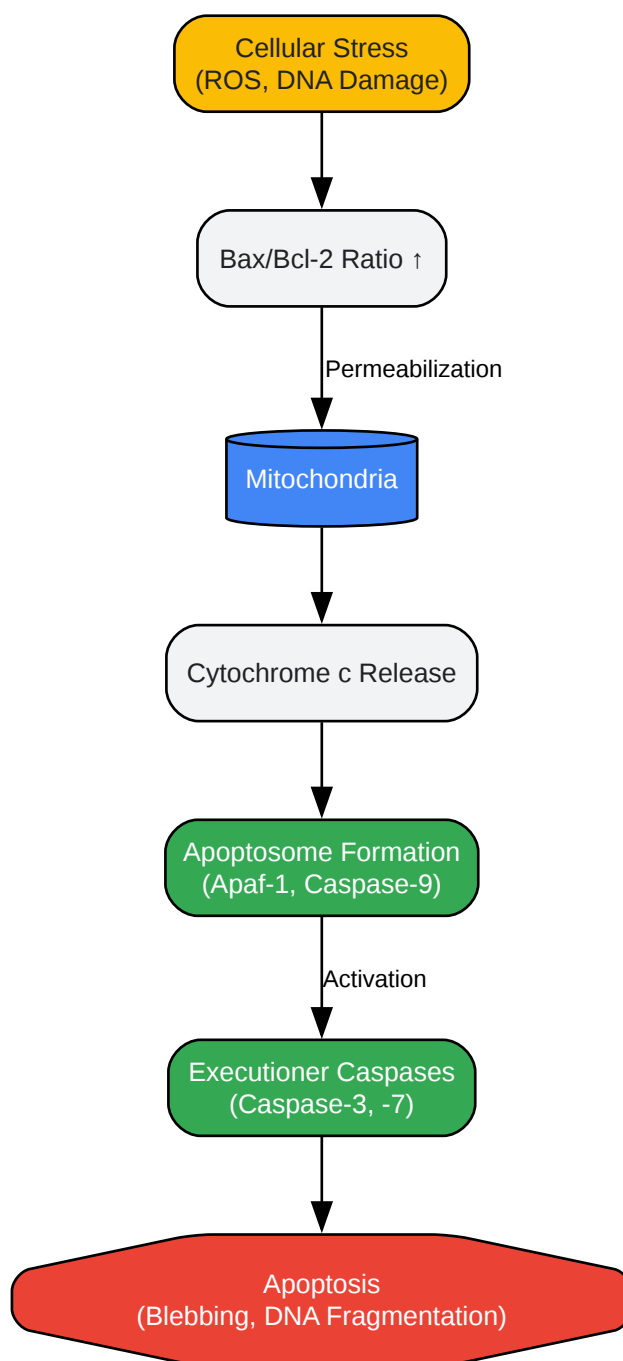 Cellular Stress
(ROS, DNA Damage)
Bax/Bcl-2 Ratio ↑
Permeabilization
Mitochondria
Cytochrome c Release
Apoptosome Formation
(Apaf-1, Caspase-9)
Activation
Executioner Caspases
(Caspase-3, -7)
Apoptosis
(Blebbing, DNA Fragmentation)